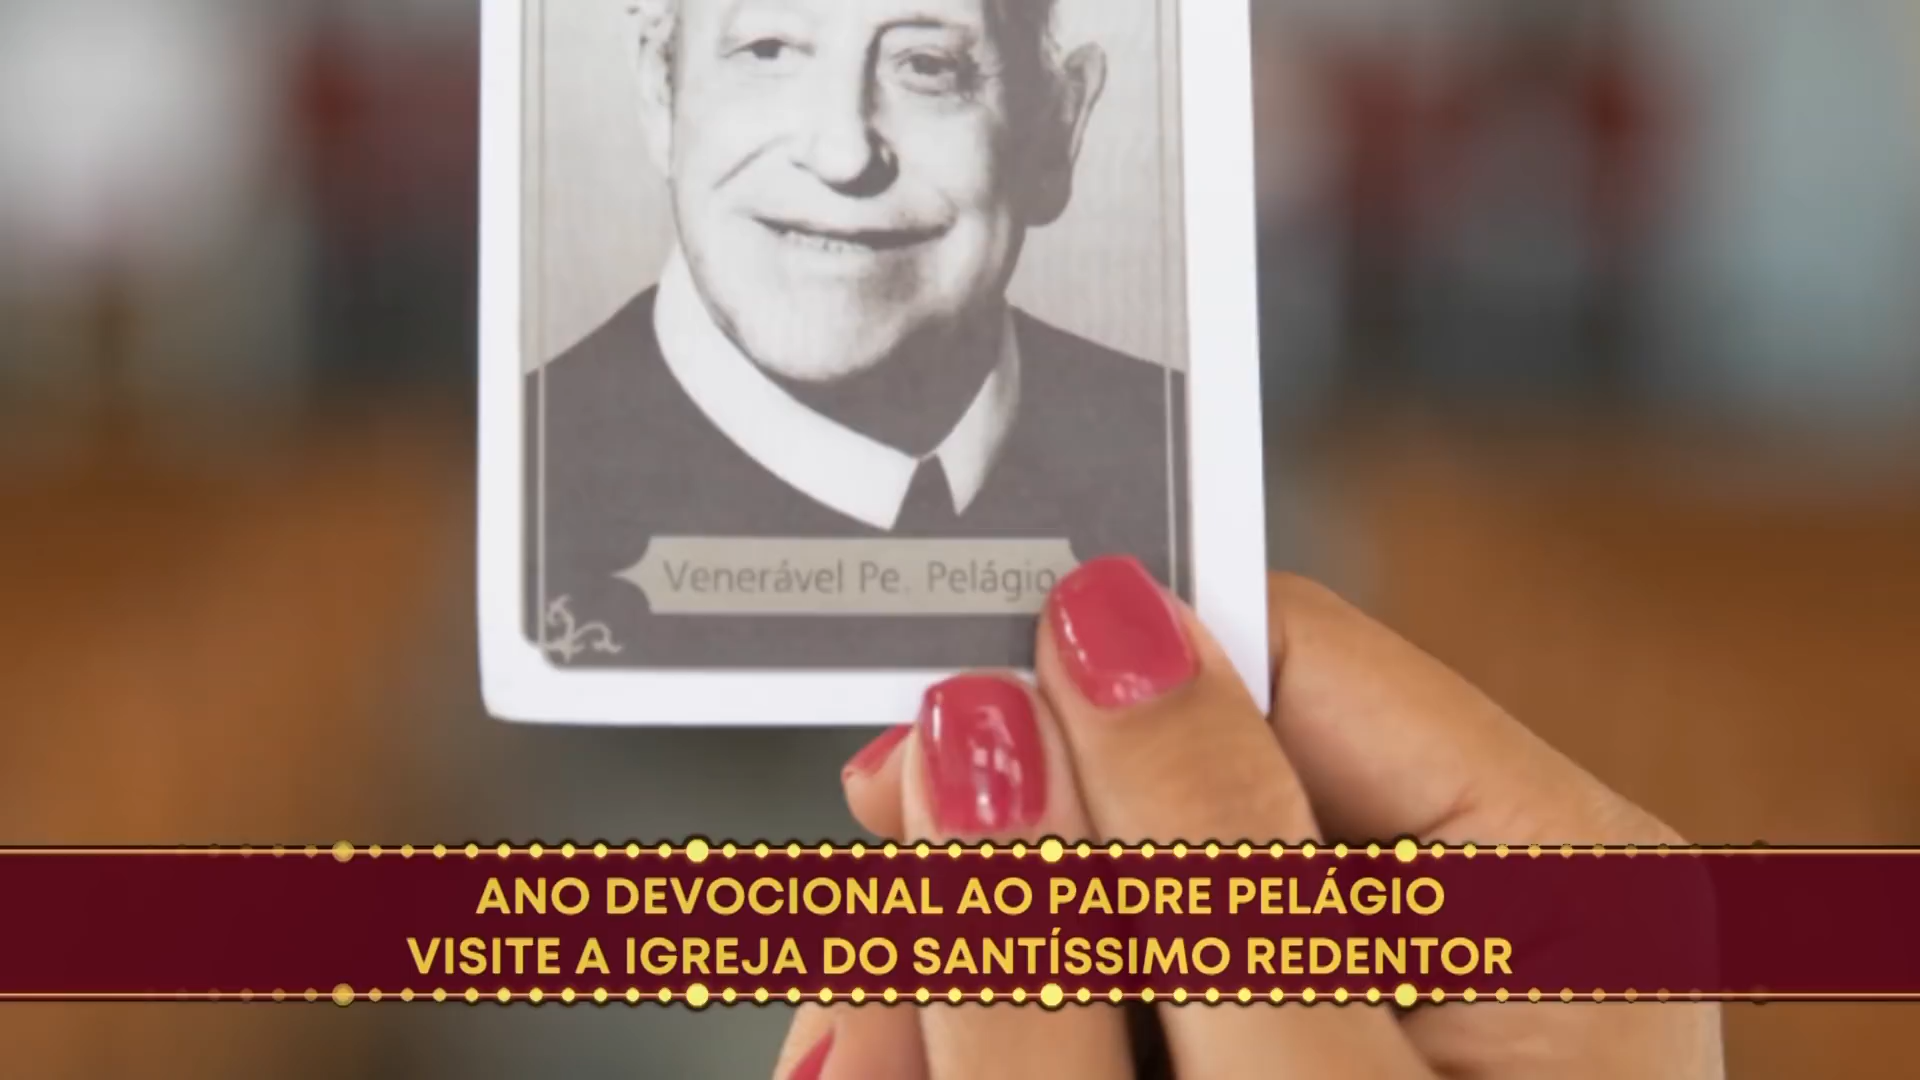 Venerável Pe. Pelágio
ANO DEVOCIONAL AO PADRE PELÁGIO
VISITE A IGREJA DO SANTÍSSIMO REDENTOR